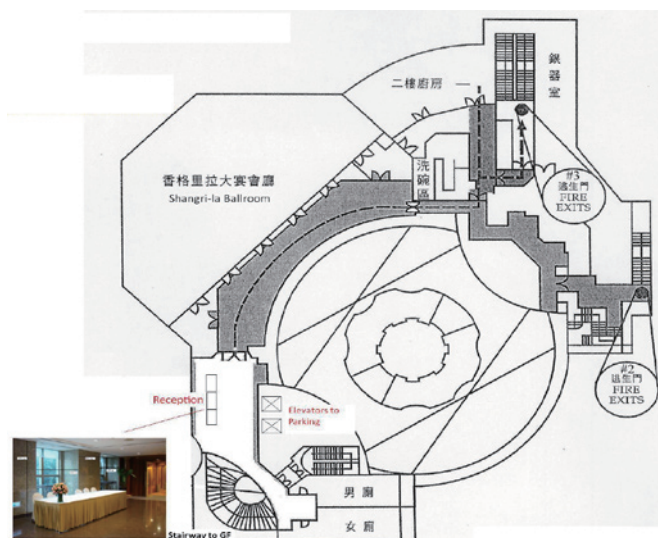 二樓廚房
銀器室
香格里拉大宴會廳
Shangri-la Ballroom
洗碗區
#3
逃生門
FIRE
EXITS
Reception
Elevators to
Parking
#2
逃生門
FIRE
EXITS
男廁
女廁
Stairway to GF